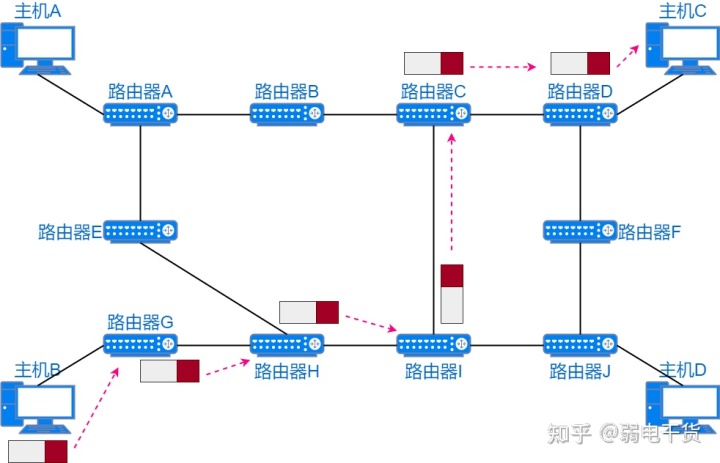 主机A
主机C
路由器A
路由器B
路由器C
路由器D
路由器E
路由器F
路由器G
主机B
路由器H
路由器I
路由器J
主机D
知乎 @弱电干货